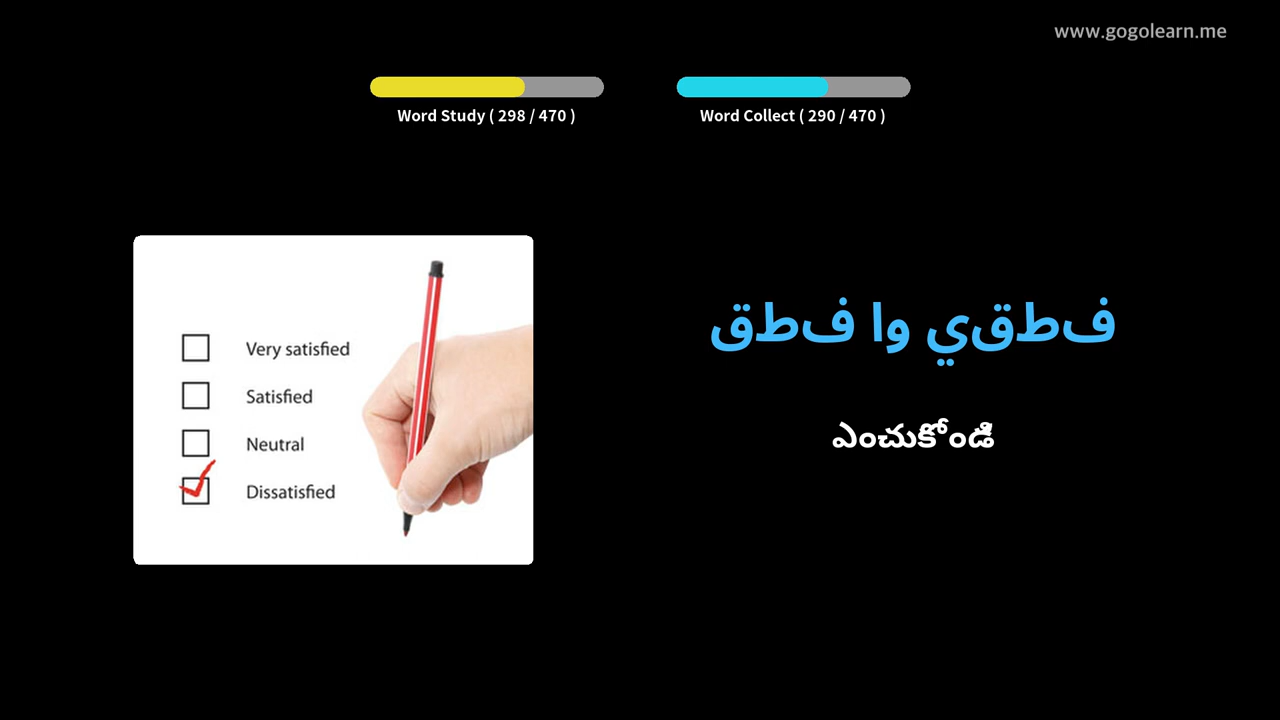 www.gogolearn.me
Word Study ( 298 / 470 )
Word Collect ( 290 / 470 )
Very satisfied
Satisfied
Neutral
Dissatisfied
فطقي وا فطق
ఎంచుకోండి